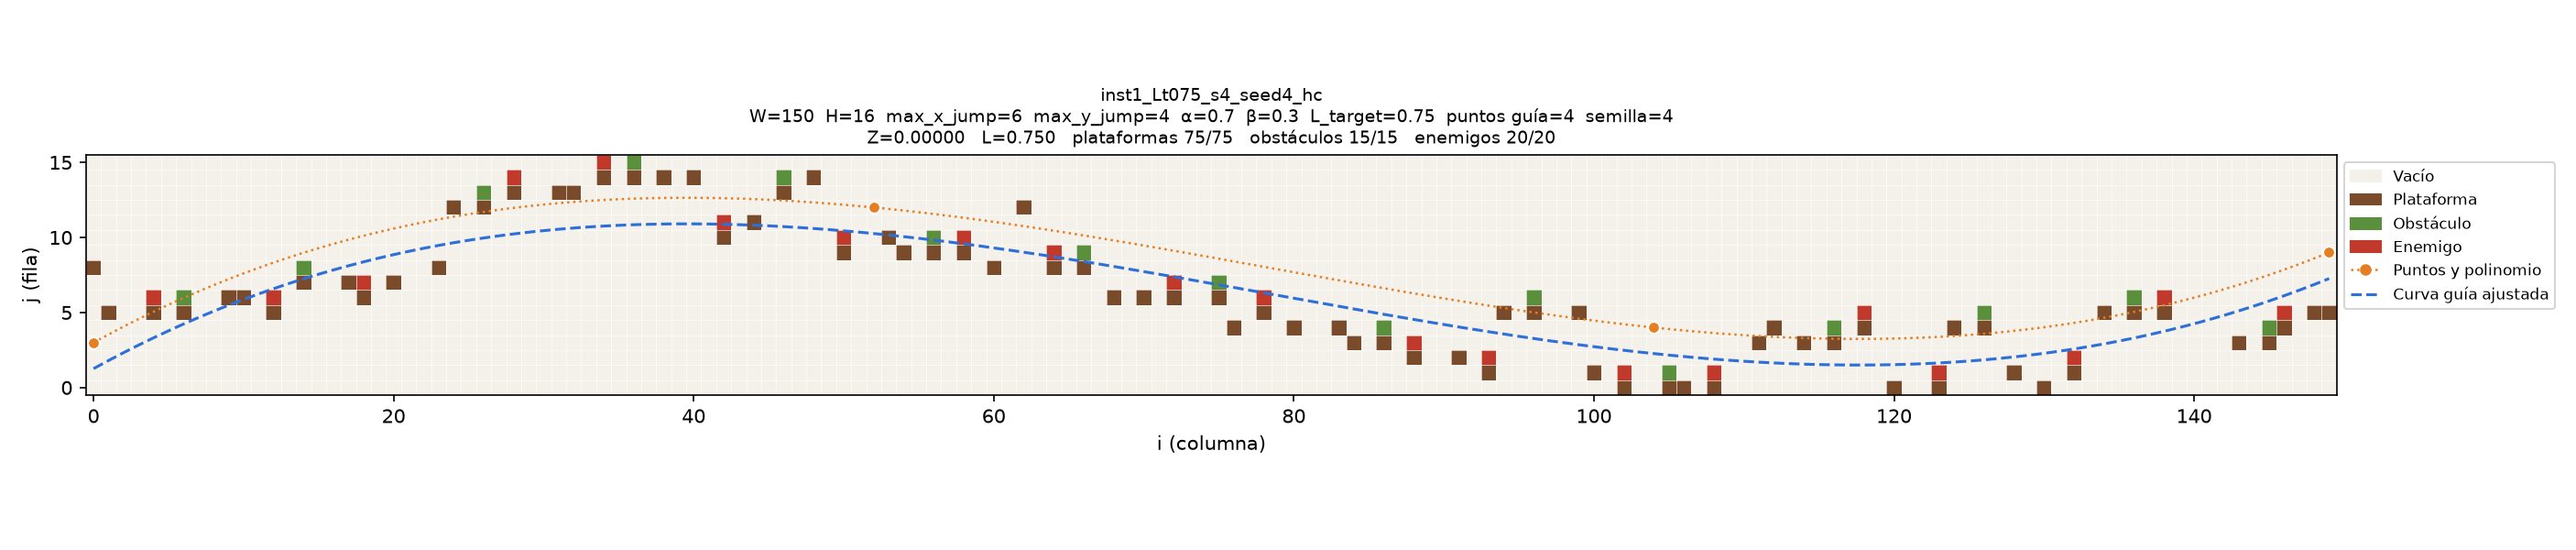 inst1_Lt075_s4_seed4_hc
W=150  H=16  max_x_jump=6  max_y_jump=4  α=0.7  β=0.3  L_target=0.75  puntos guía=4  semilla=4
Z=0.00000   L=0.750   plataformas 75/75   obstáculos 15/15   enemigos 20/20
15
10
5
0
j (fila)
0 20 40 60 80 100 120 140
i (columna)
Vacío
Plataforma
Obstáculo
Enemigo
Puntos y polinomio
Curva guía ajustada